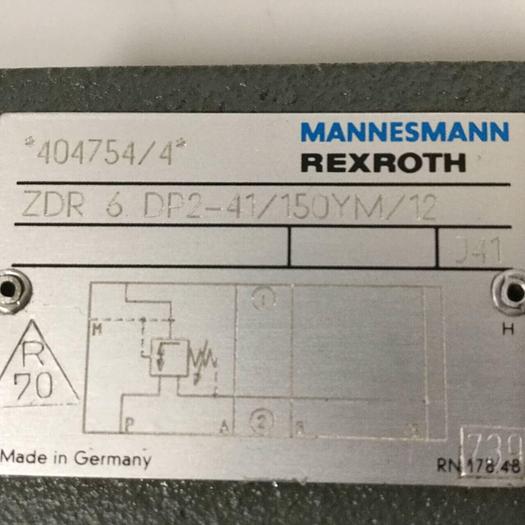 *404754/4*
MANNESMANN
REXROTH
ZDR 6 DP2-41/150YM/12
J41
1
M
H
R
70
P
A
2
B
739
Made in Germany
RN 178.48